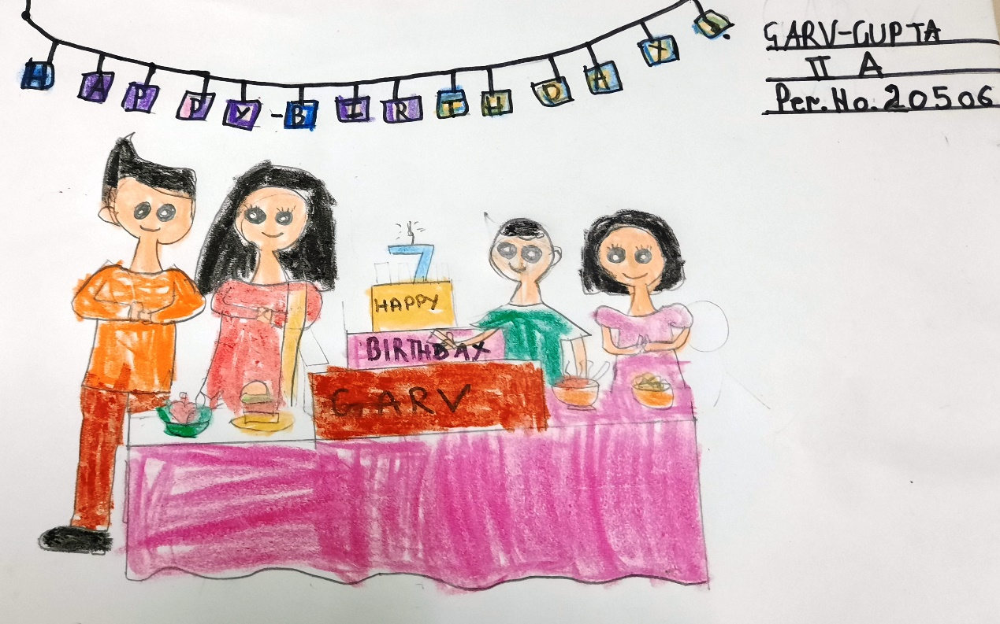 HAPPY-BIRTHDAY
GARV-GUPTA
II A
Per.No.20506
7
HAPPY
BIRTHDAY
GARV